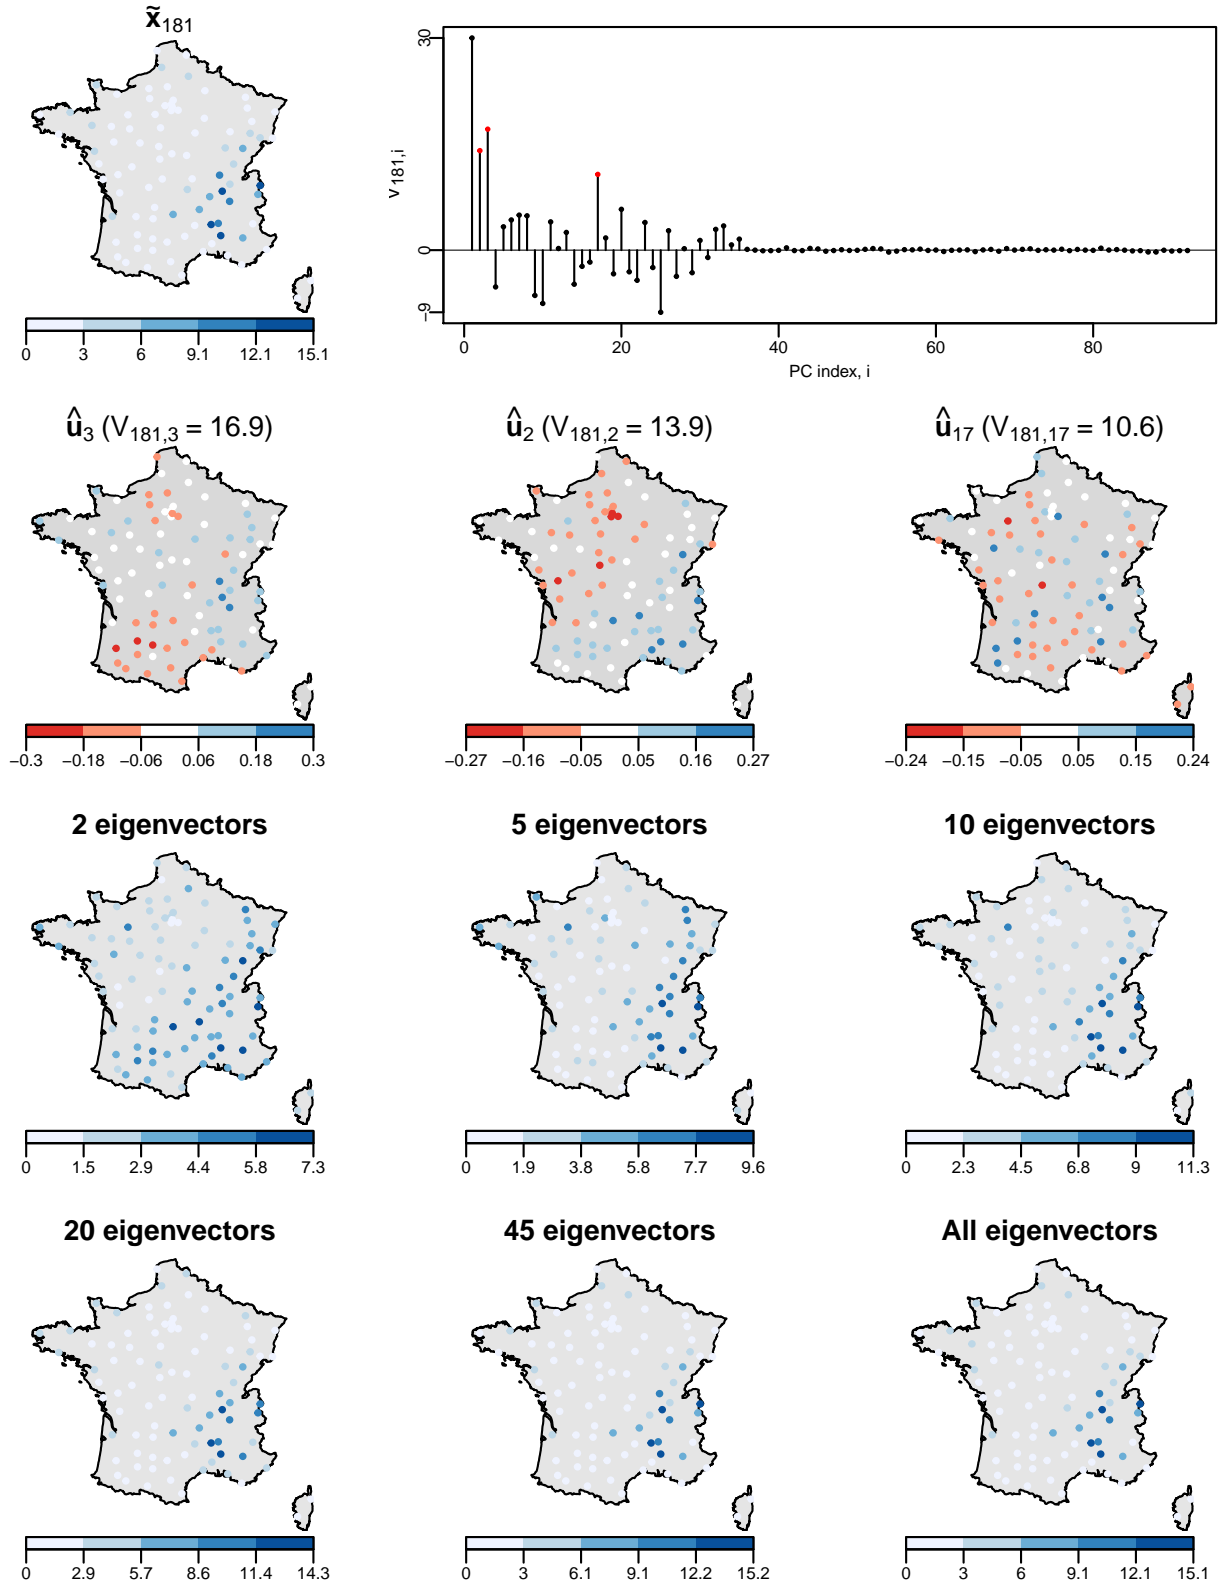 x̃181
30
0
−9
V181,i
0 20 40 60 80
PC index, i
0 3 6 9.1 12.1 15.1
û3 (V181,3 = 16.9) û2 (V181,2 = 13.9) û17 (V181,17 = 10.6)
−0.3 −0.18 −0.06 0.06 0.18 0.3
−0.27 −0.16 −0.05 0.05 0.16 0.27
−0.24 −0.15 −0.05 0.05 0.15 0.24
2 eigenvectors 5 eigenvectors 10 eigenvectors
0 1.5 2.9 4.4 5.8 7.3
0 1.9 3.8 5.8 7.7 9.6
0 2.3 4.5 6.8 9 11.3
20 eigenvectors 45 eigenvectors All eigenvectors
0 2.9 5.7 8.6 11.4 14.3
0 3 6.1 9.1 12.2 15.2
0 3 6 9.1 12.1 15.1